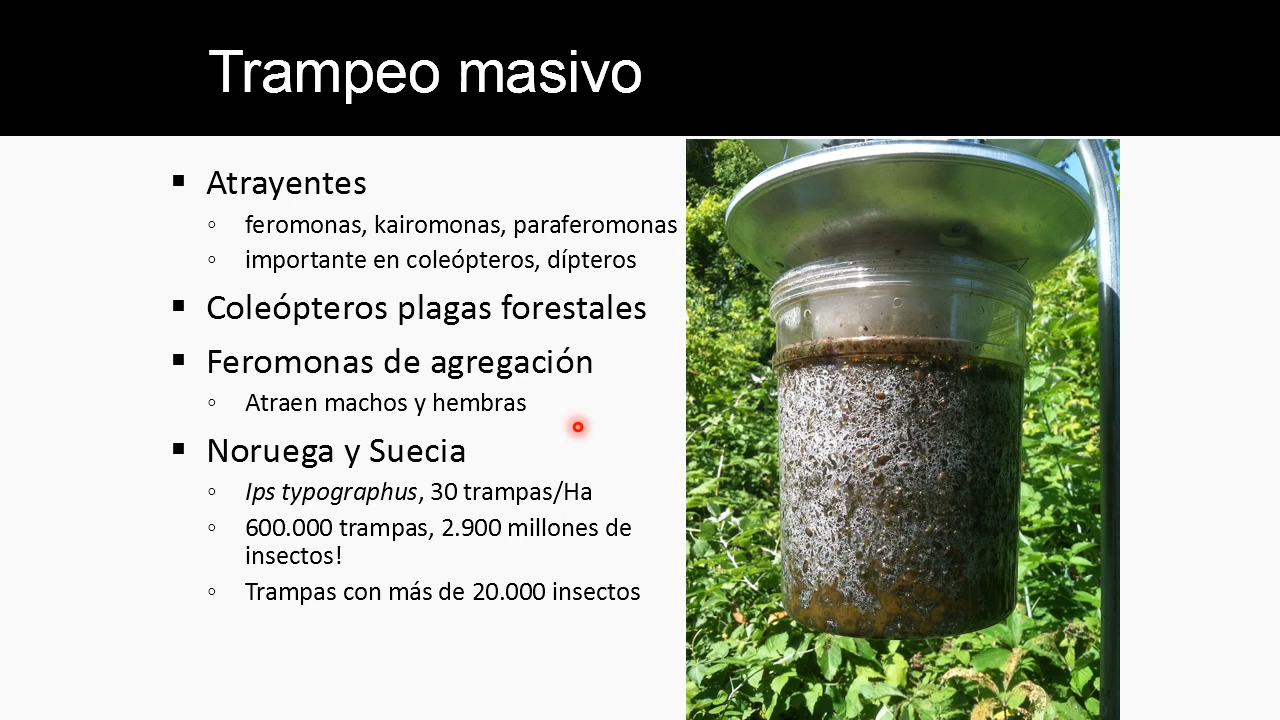 Trampeo masivo
Atrayentes
feromonas, kairomonas, paraferomonas
importante en coleópteros, dípteros
Coleópteros plagas forestales
Feromonas de agregación
Atraen machos y hembras
Noruega y Suecia
Ips typographus, 30 trampas/Ha
600.000 trampas, 2.900 millones de
insectos!
Trampas con más de 20.000 insectos